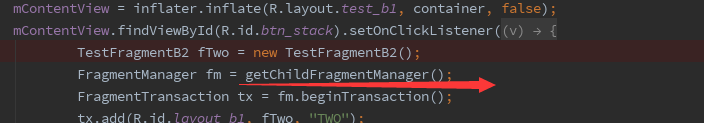 mContentView = inflater.inflate(R.layout.test_b1, container, false);
mContentView.findViewById(R.id.btn_stack).setOnClickListener((v) → {
TestFragmentB2 fTwo = new TestFragmentB2();
FragmentManager fm = getChildFragmentManager();
FragmentTransaction tx = fm.beginTransaction();
tx.add(R.id.layout_b1, fTwo, "TWO");